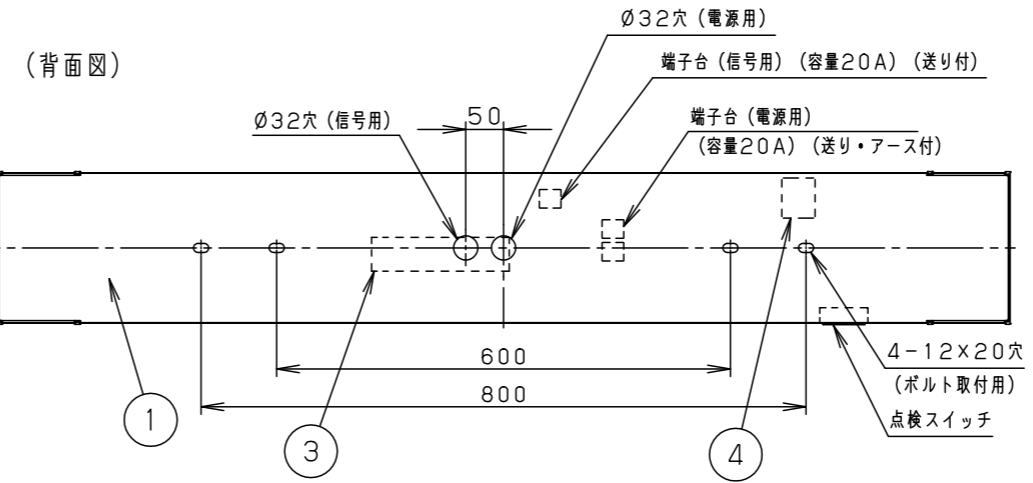 Ø32穴（電源用）
（背面図）
端子台（信号用）（容量20A）（送り付）
Ø32穴（信号用）
50
端子台（電源用）
（容量20A）（送り・アース付）
600
4-12×20穴
（ボルト取付用）
800
点検スイッチ
1
3
4